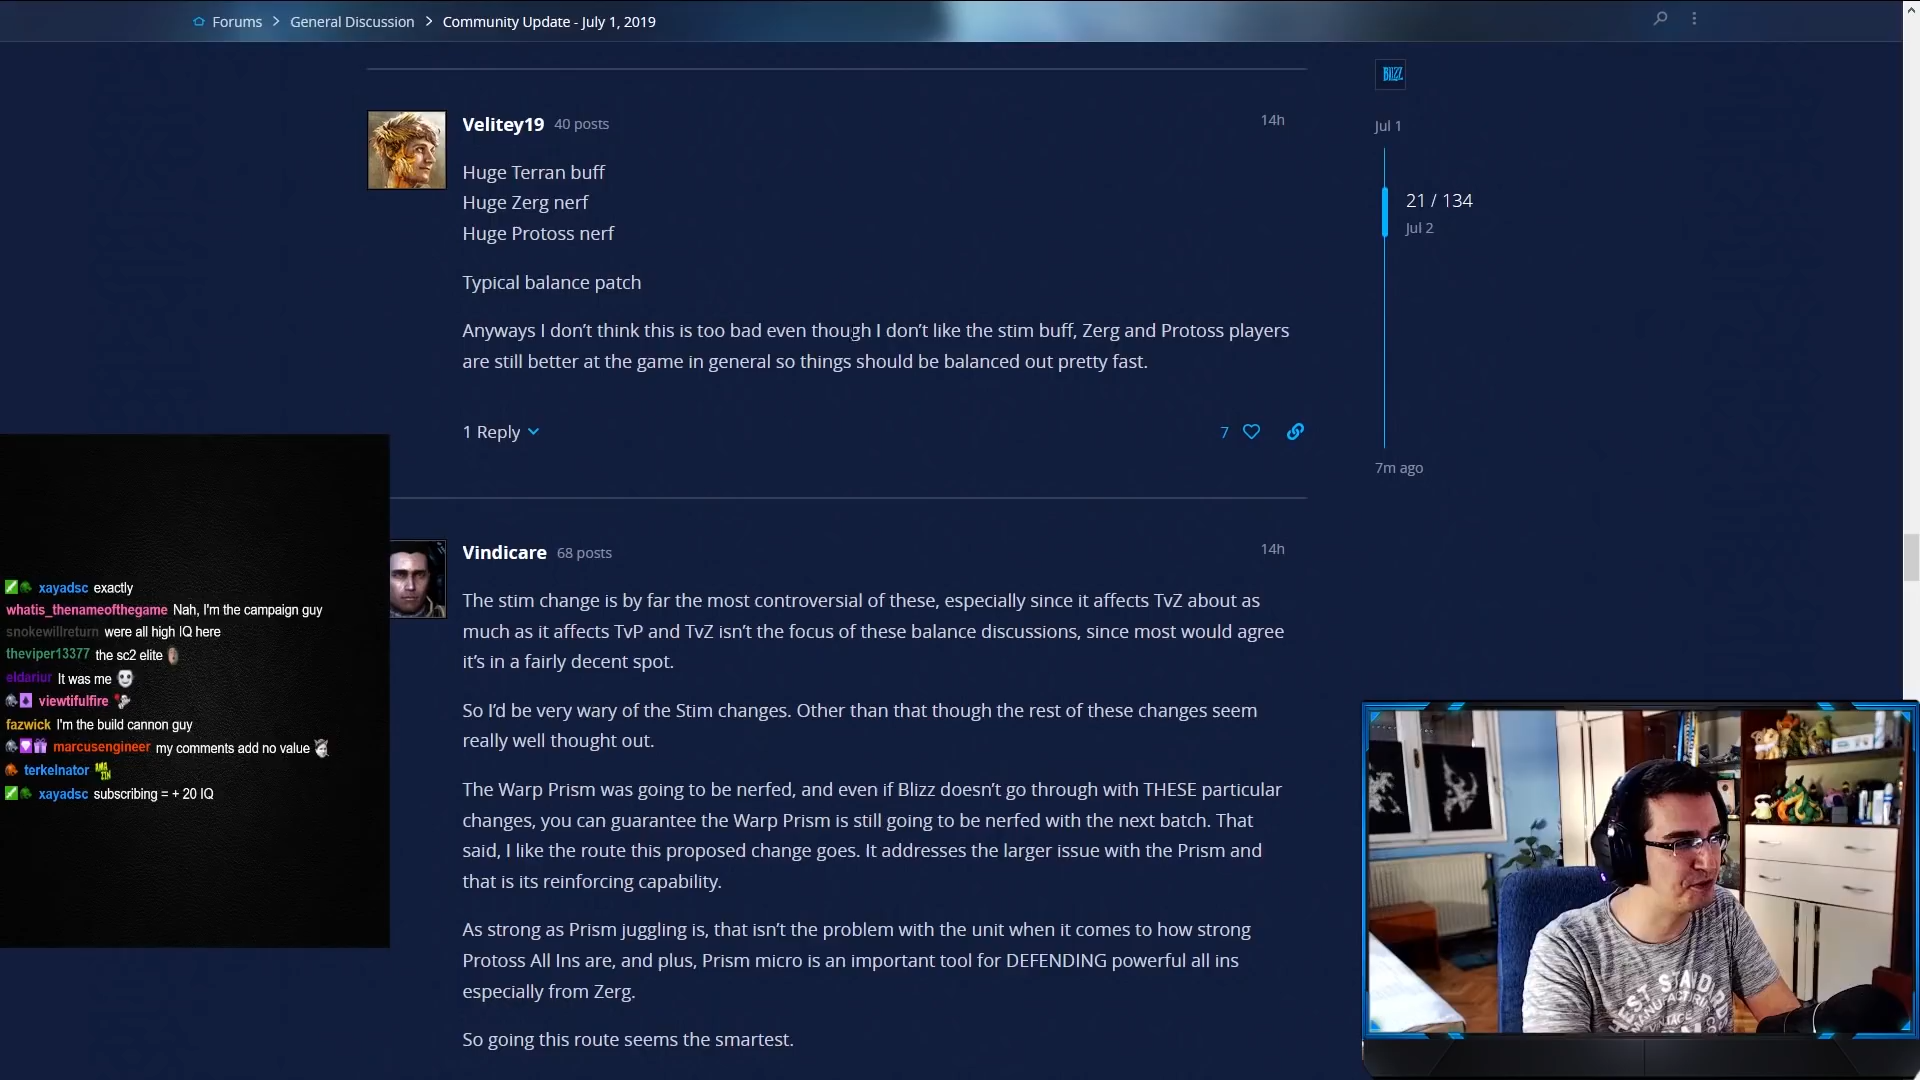 Forums > General Discussion > Community Update - July 1, 2019
BLIZZ
Velitey19 40 posts 14h
Jul 1
Huge Terran buff
Huge Zerg nerf
Huge Protoss nerf
21 / 134
Jul 2
Typical balance patch
Anyways I don't think this is too bad even though I don't like the stim buff, Zerg and Protoss players
are still better at the game in general so things should be balanced out pretty fast.
1 Reply 7
7m ago
Vindicare 68 posts 14h
The stim change is by far the most controversial of these, especially since it affects TvZ about as
much as it affects TvP and TvZ isn't the focus of these balance discussions, since most would agree
it's in a fairly decent spot.
So I'd be very wary of the Stim changes. Other than that though the rest of these changes seem
really well thought out.
The Warp Prism was going to be nerfed, and even if Blizz doesn't go through with THESE particular
changes, you can guarantee the Warp Prism is still going to be nerfed with the next batch. That
said, I like the route this proposed change goes. It addresses the larger issue with the Prism and
that is its reinforcing capability.
As strong as Prism juggling is, that isn't the problem with the unit when it comes to how strong
Protoss All Ins are, and plus, Prism micro is an important tool for DEFENDING powerful all ins
especially from Zerg.
So going this route seems the smartest.
xayadsc exactly
whatis_thenameofthegame Nah, I'm the campaign guy
snokewillreturn were all high IQ here
theviper13377 the sc2 elite
eldariur It was me
viewtifulfire
fazwick I'm the build cannon guy
marcusengineer my comments add no value
terkelnator
xayadsc subscribing = + 20 IQ
MANUFACTURING
VINTAGE